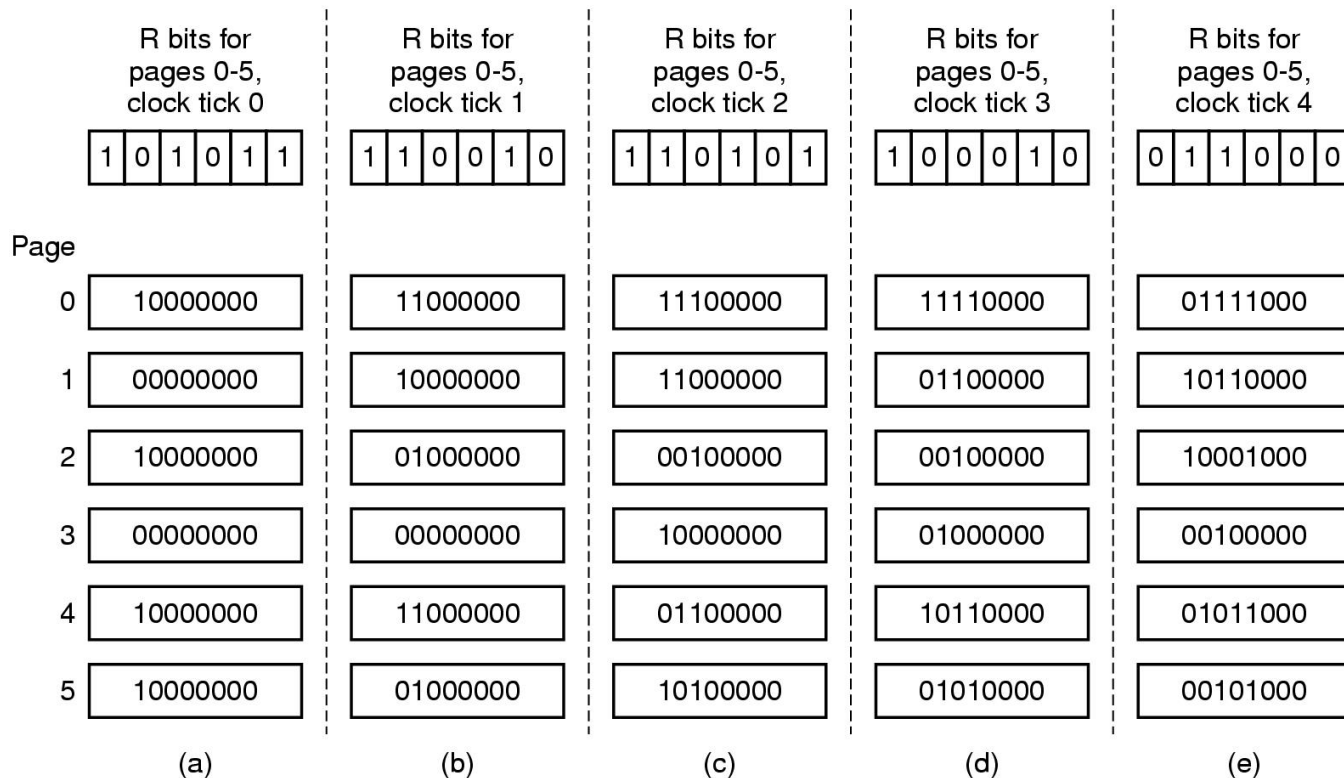 R bits for pages 0-5, clock tick 0
R bits for pages 0-5, clock tick 1
R bits for pages 0-5, clock tick 2
R bits for pages 0-5, clock tick 3
R bits for pages 0-5, clock tick 4
1 0 1 0 1 1
1 1 0 0 1 0
1 1 0 1 0 1
1 0 0 0 1 0
0 1 1 0 0 0
Page
0 10000000 11000000 11100000 11110000 01111000
1 00000000 10000000 11000000 01100000 10110000
2 10000000 01000000 00100000 00100000 10001000
3 00000000 00000000 10000000 01000000 00100000
4 10000000 11000000 01100000 10110000 01011000
5 10000000 01000000 10100000 01010000 00101000
(a) (b) (c) (d) (e)